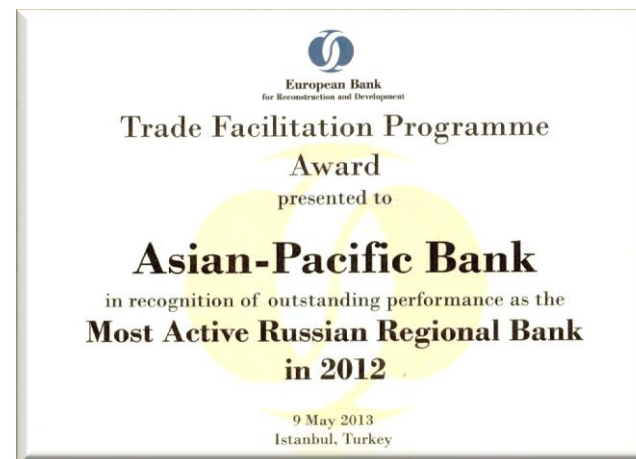 European Bank
for Reconstruction and Development
Trade Facilitation Programme
Award
presented to
Asian-Pacific Bank
in recognition of outstanding performance as the
Most Active Russian Regional Bank
in 2012
9 May 2013
Istanbul, Turkey